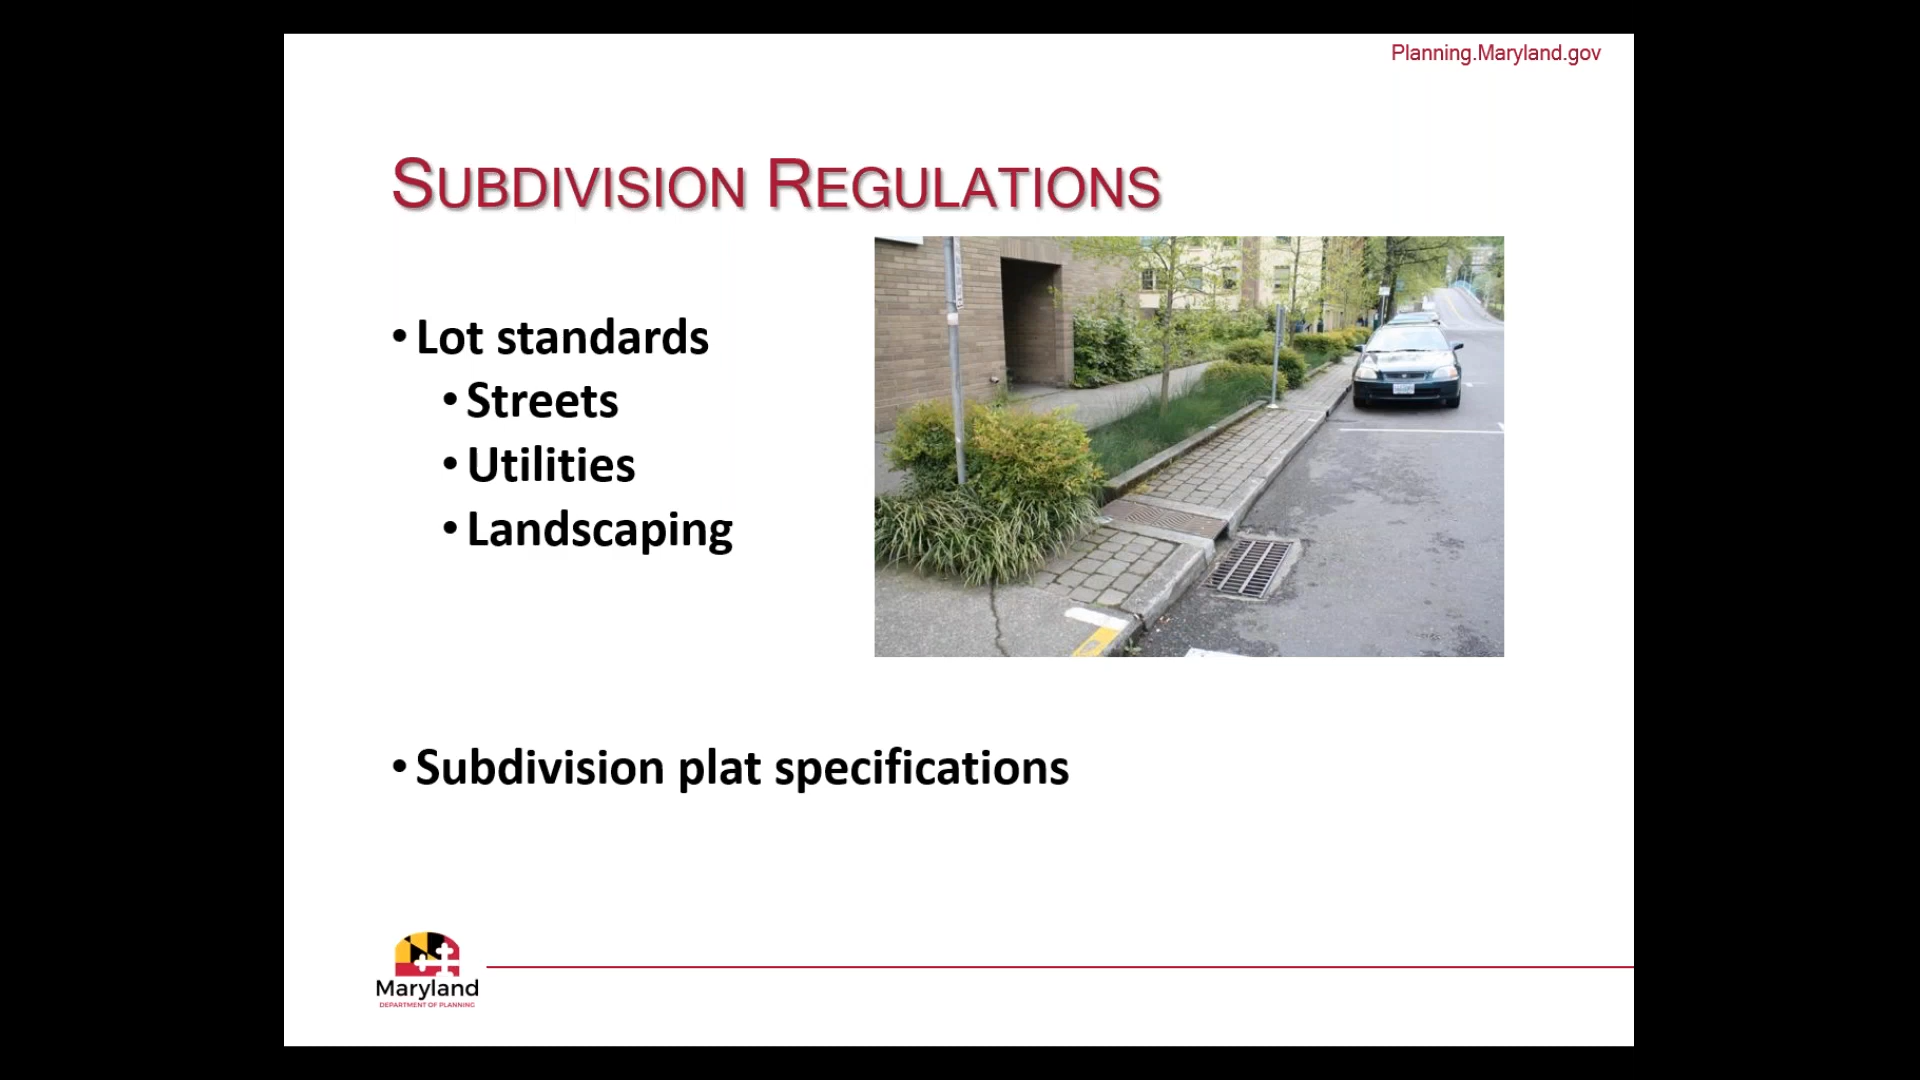 Planning.Maryland.gov
SUBDIVISION REGULATIONS
• Lot standards
• Streets
• Utilities
• Landscaping
• Subdivision plat specifications
Maryland
DEPARTMENT OF PLANNING